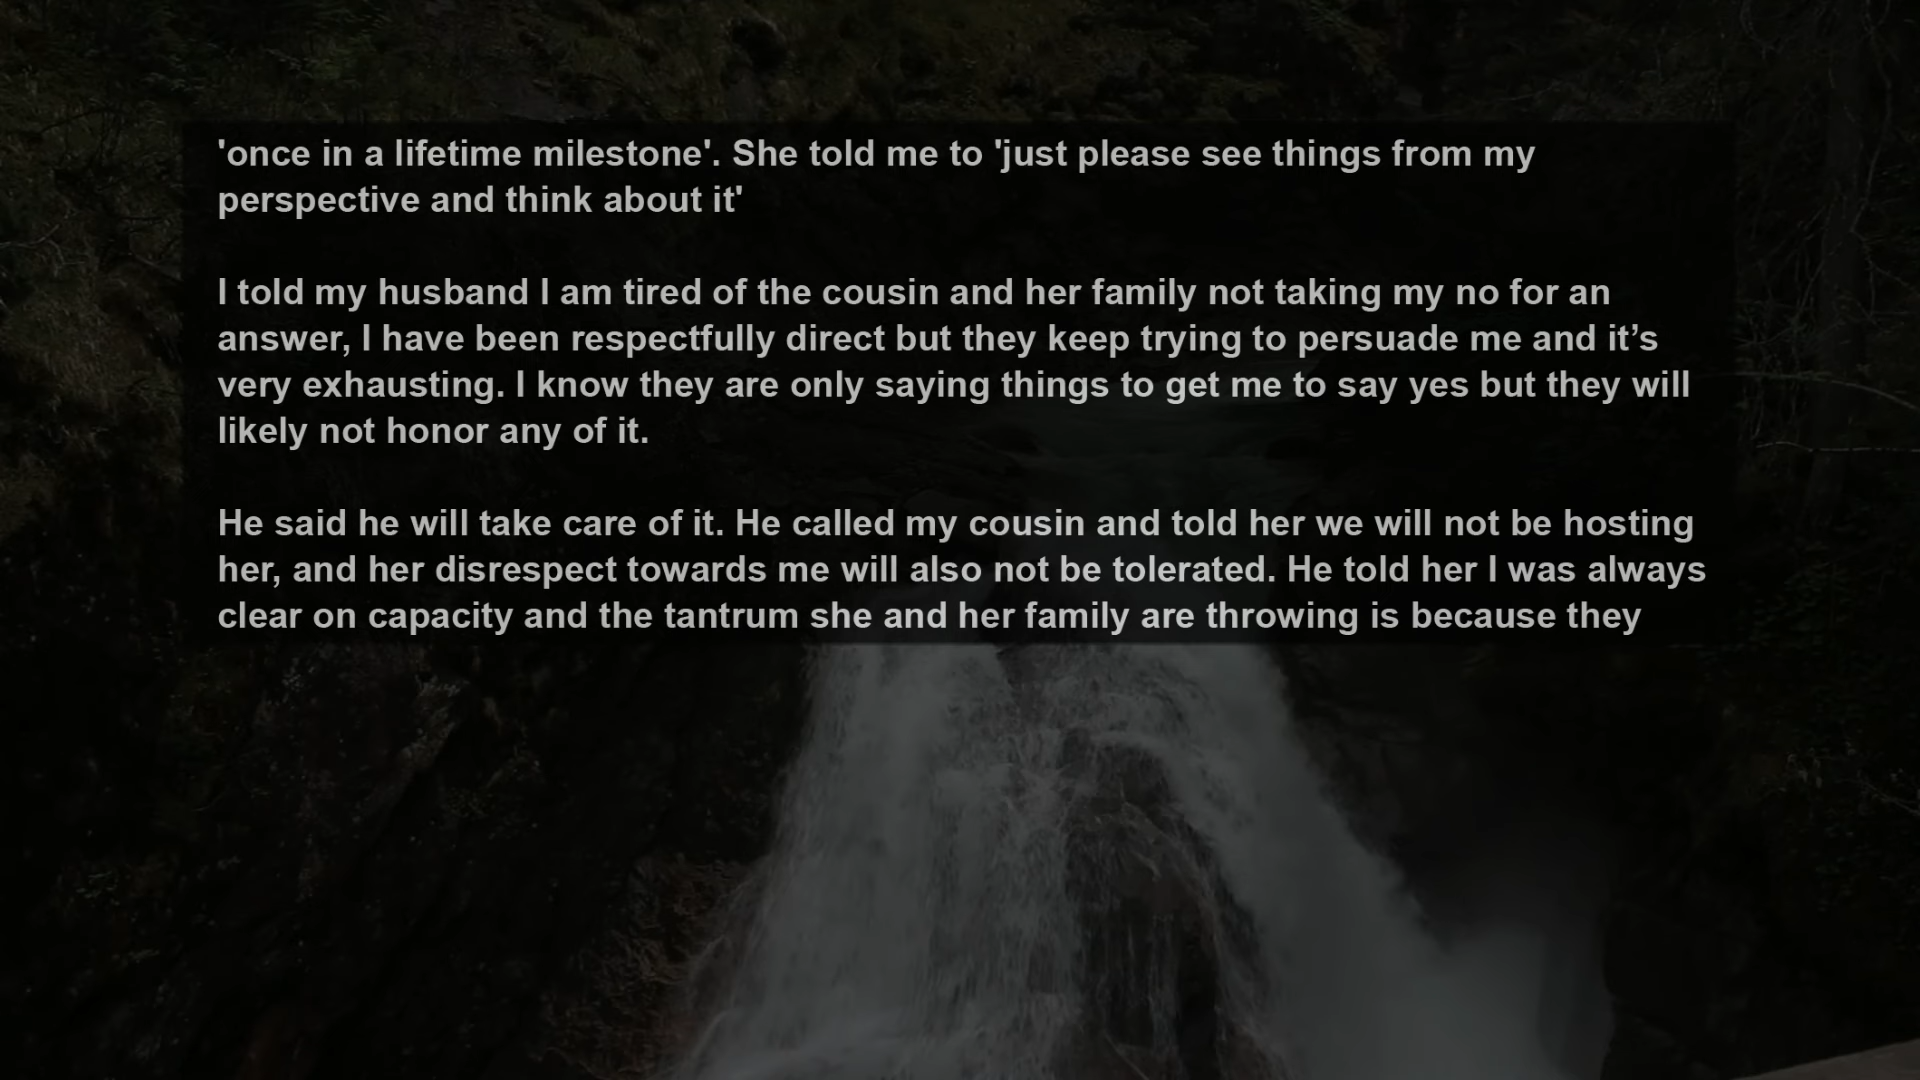 'once in a lifetime milestone'. She told me to 'just please see things from my
perspective and think about it'
I told my husband I am tired of the cousin and her family not taking my no for an
answer, I have been respectfully direct but they keep trying to persuade me and it’s
very exhausting. I know they are only saying things to get me to say yes but they will
likely not honor any of it.
He said he will take care of it. He called my cousin and told her we will not be hosting
her, and her disrespect towards me will also not be tolerated. He told her I was always
clear on capacity and the tantrum she and her family are throwing is because they